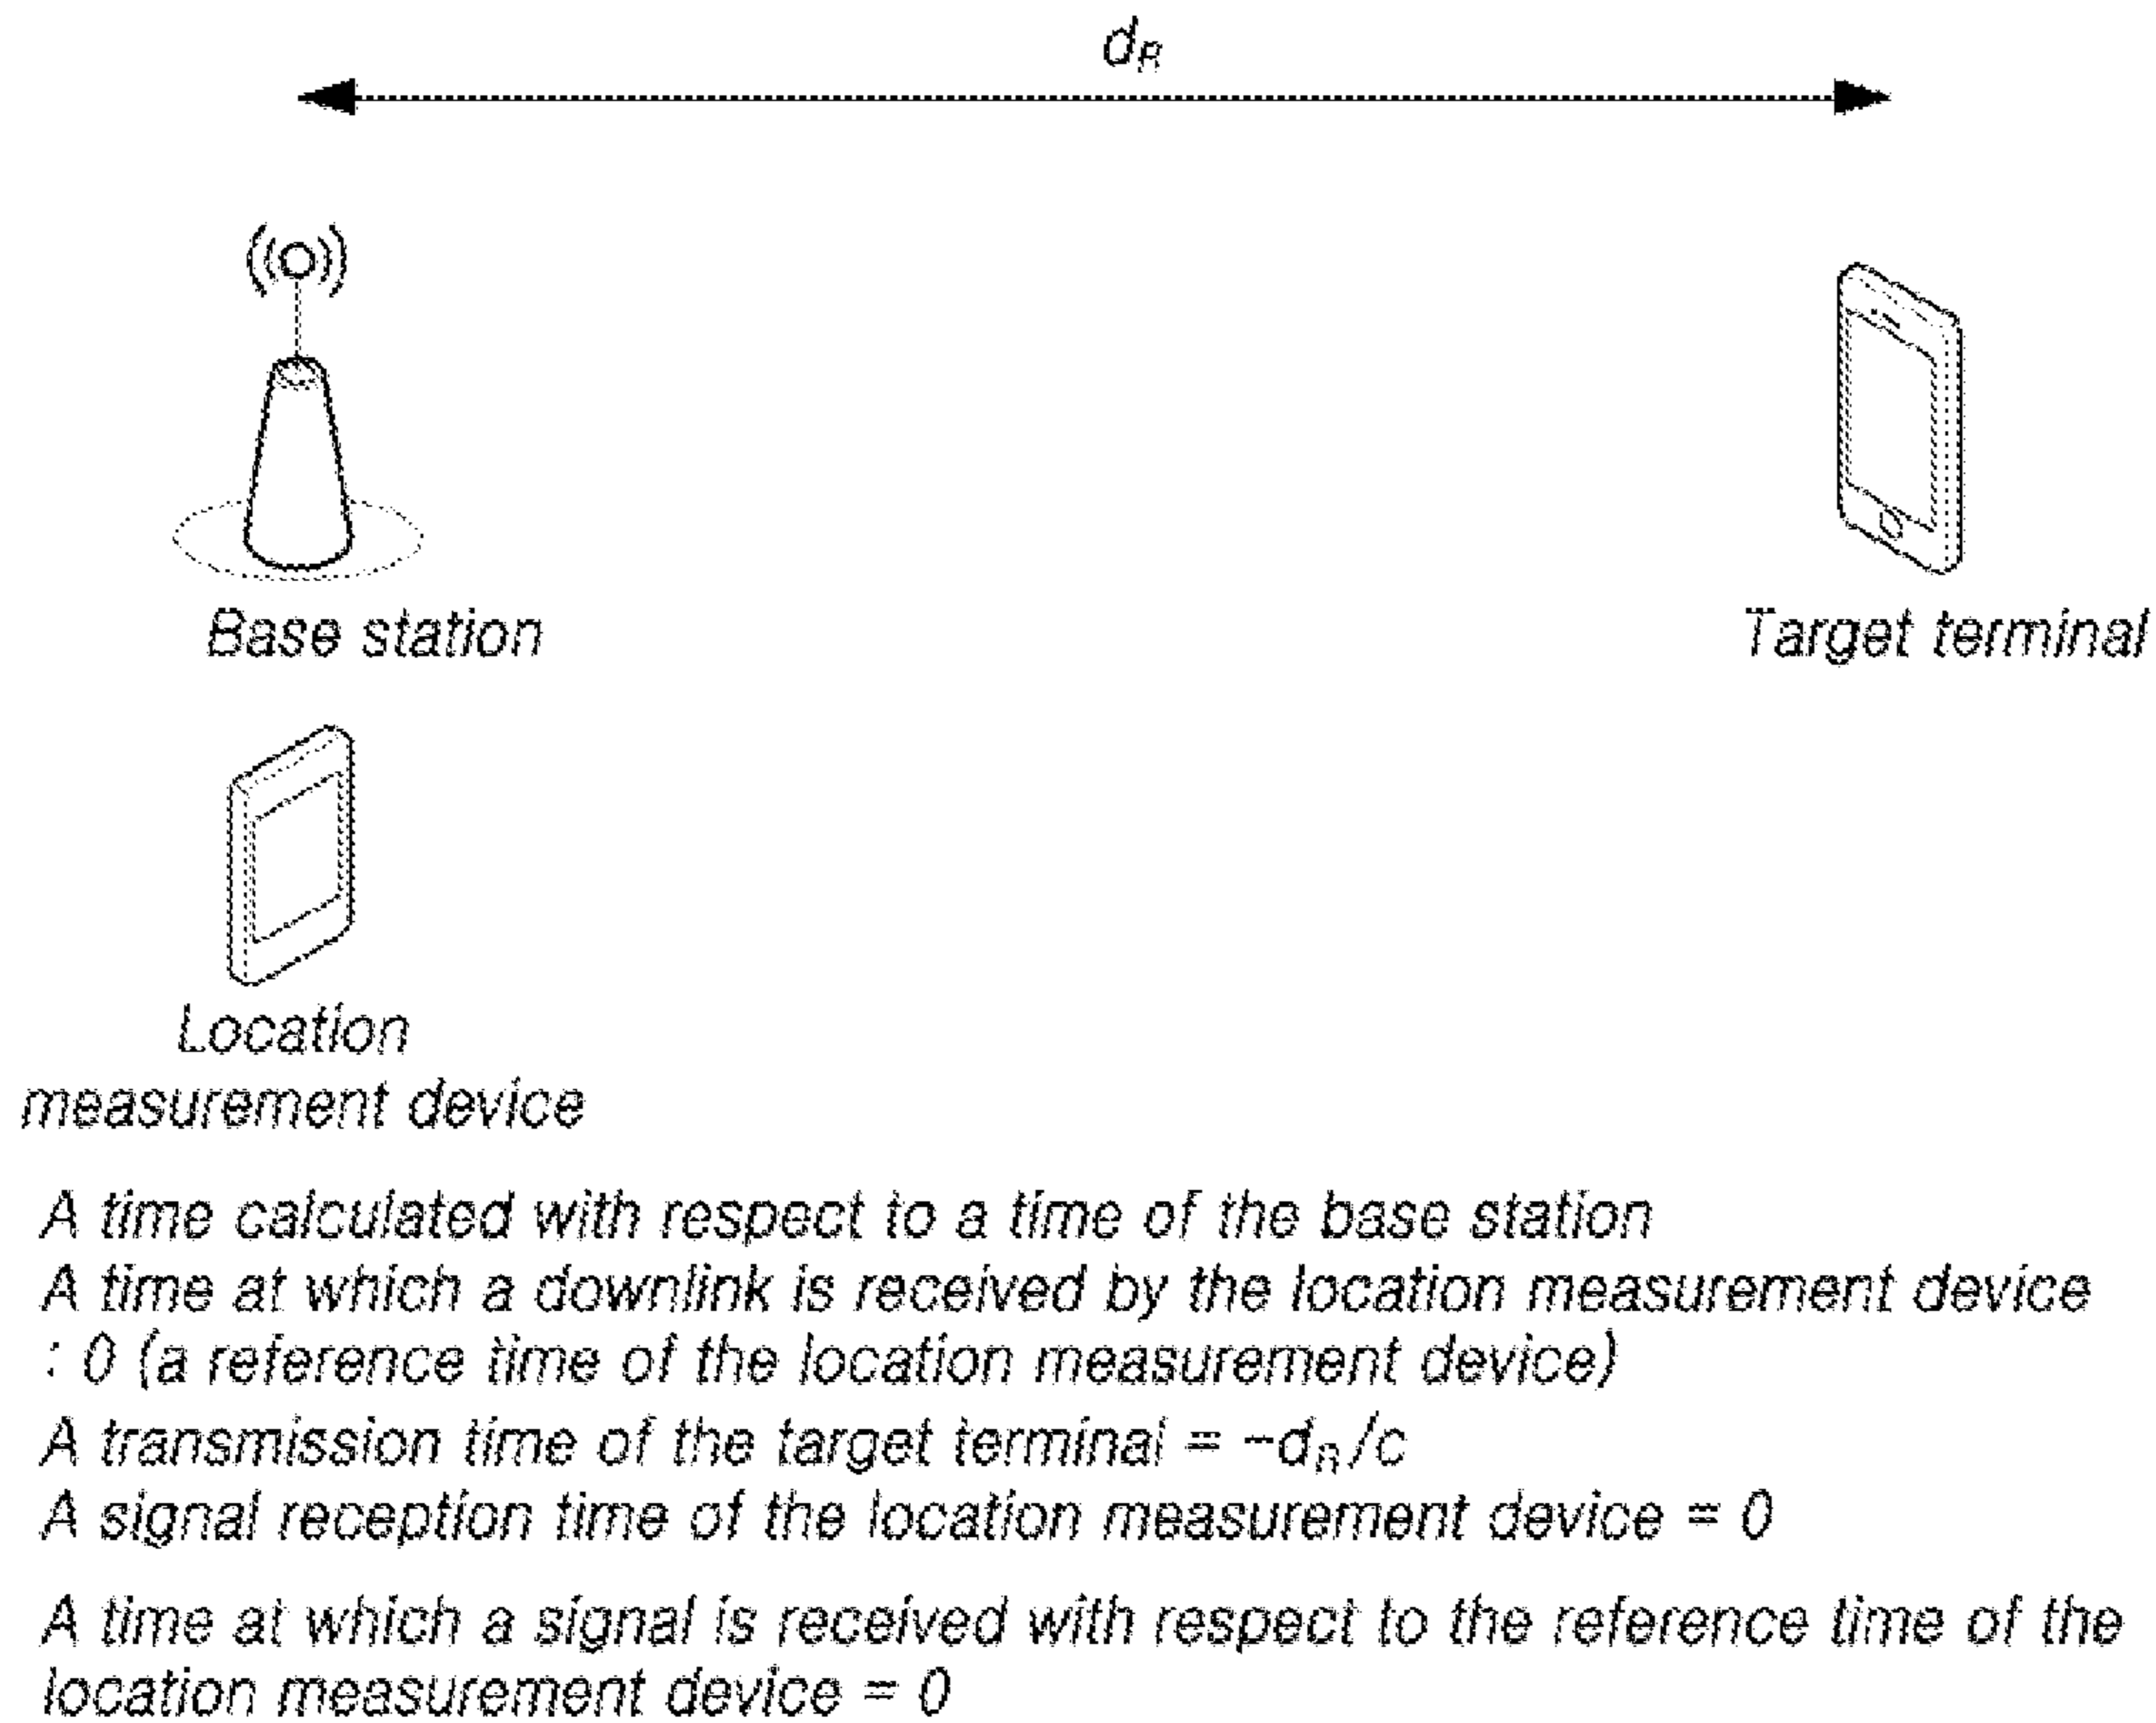 d_R
Base station
Target terminal
Location
measurement device
A time calculated with respect to a time of the base station
A time at which a downlink is received by the location measurement device
: 0 (a reference time of the location measurement device)
A transmission time of the target terminal = -d_R/c
A signal reception time of the location measurement device = 0
A time at which a signal is received with respect to the reference time of the
location measurement device = 0